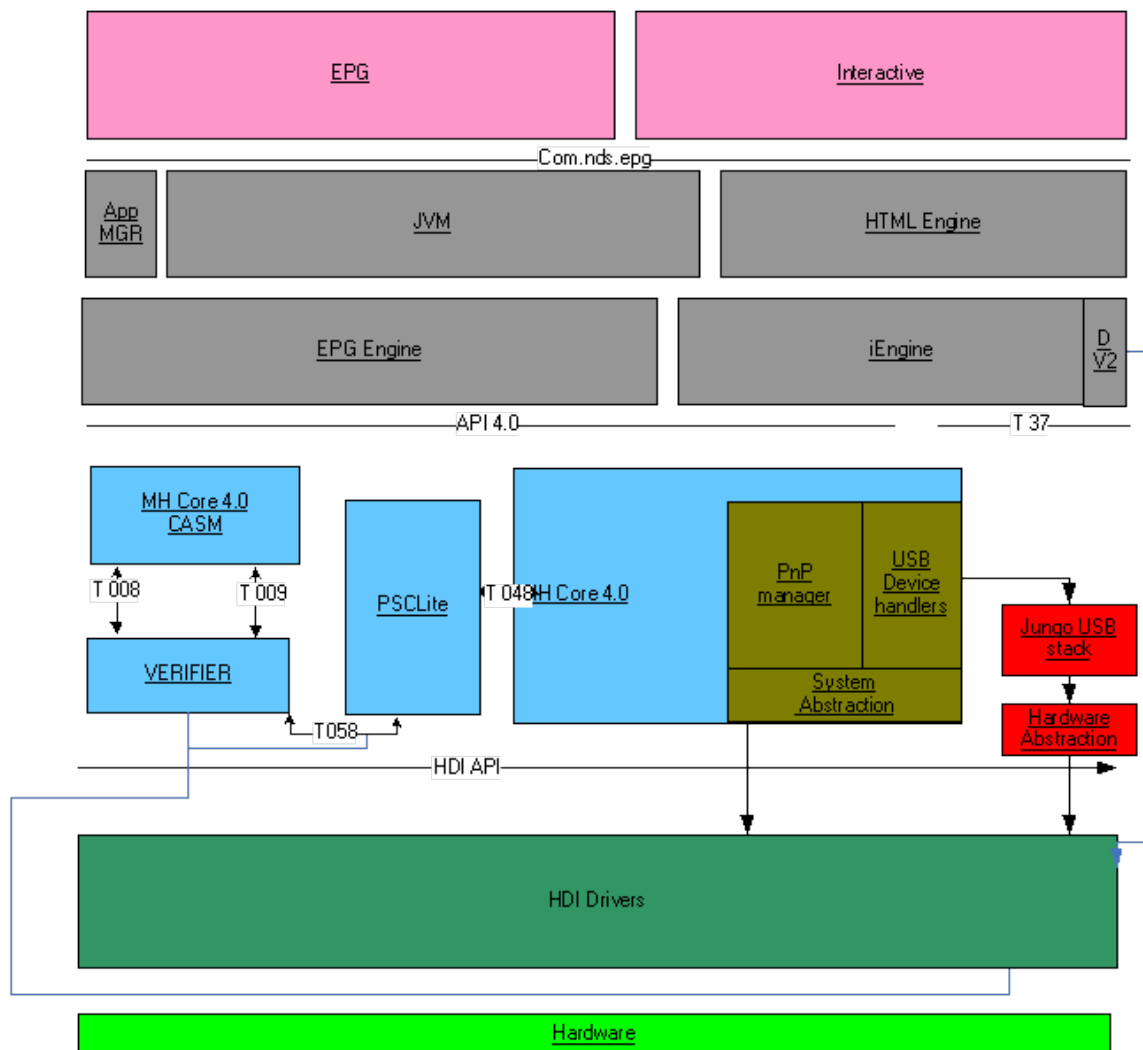 EPG
Interactive
Com.nds.epg
App
MGR
JVM
HTML Engine
EPG Engine
iEngine
D
V2
API 4.0
T 37
MH Core 4.0
CASM
T 008
T 009
VERIFIER
PSCLite
T 048
H Core 4.0
PnP
manager
USB
Device
handlers
System
Abstraction
Jungo USB
stack
Hardware
Abstraction
T058
HDI API
HDI Drivers
Hardware